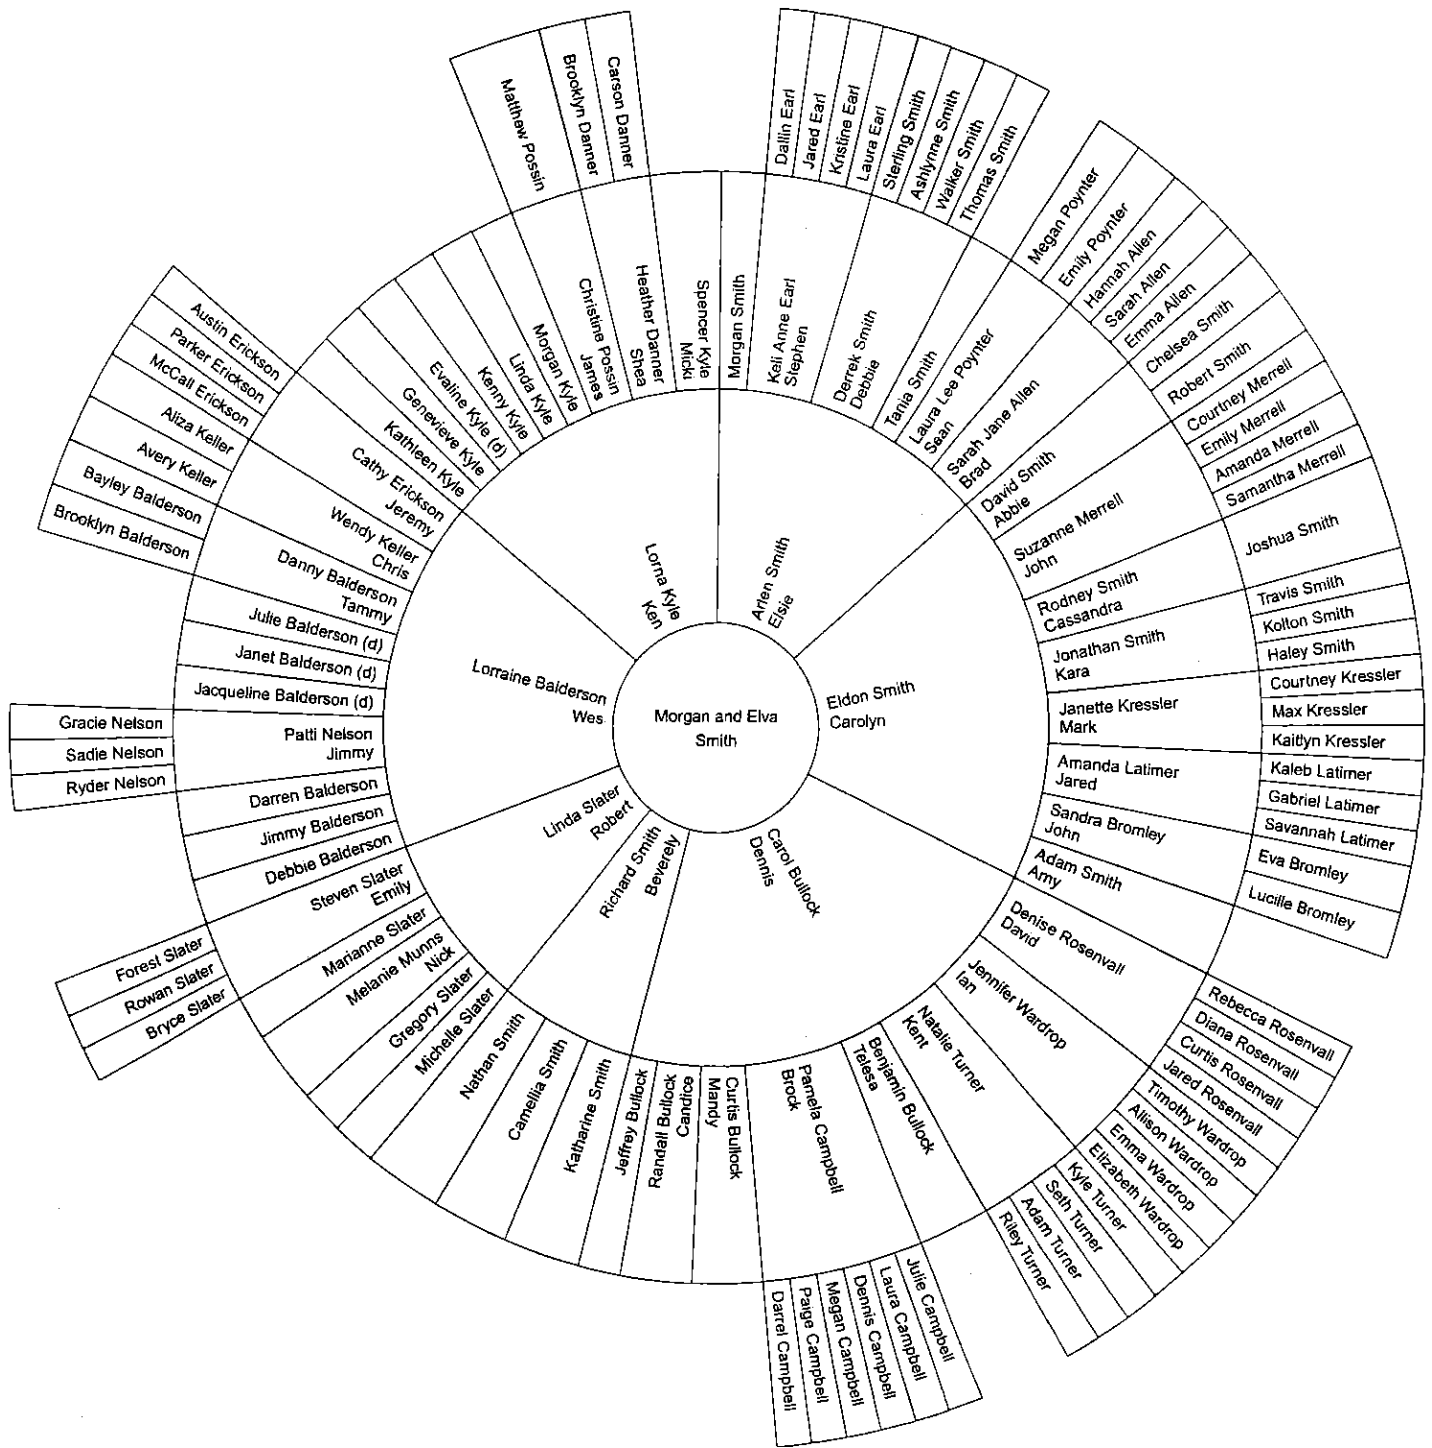 Morgan and Elva
Smith
Arlen Smith
Elsie
Eldon Smith
Carolyn
Carol Bullock
Dennis
Richard Smith
Beverely
Linda Slater
Robert
Lorraine Balderson
Wes
Lorna Kyle
Ken
Morgan Smith
Keli Anne Earl
Stephen
Derrek Smith
Debbie
Tania Smith
Laura Lee Poynter
Sean
Sarah Jane Allen
Brad
David Smith
Abbie
Suzanne Merrell
John
Rodney Smith
Cassandra
Jonathan Smith
Kara
Janette Kressler
Mark
Amanda Latimer
Jared
Sandra Bromley
John
Adam Smith
Amy
Denise Rosenvall
David
Jennifer Wardrop
Ian
Natalie Turner
Kent
Benjamin Bullock
Telesa
Pamela Campbell
Brock
Curtis Bullock
Mandy
Randall Bullock
Candice
Jeffrey Bullock
Katharine Smith
Camellia Smith
Nathan Smith
Michelle Slater
Gregory Slater
Melanie Munns
Nick
Marianne Slater
Steven Slater
Emily
Debbie Balderson
Jimmy Balderson
Darren Balderson
Patti Nelson
Jimmy
Jacqueline Balderson (d)
Janet Balderson (d)
Julie Balderson (d)
Danny Balderson
Tammy
Wendy Keller
Chris
Cathy Erickson
Jeremy
Kathleen Kyle
Genevieve Kyle
Evaline Kyle (d)
Kenny Kyle
Linda Kyle
Morgan Kyle
Christine Possin
James
Heather Danner
Shea
Spencer Kyle
Micki
Dallin Earl
Jared Earl
Kristine Earl
Laura Earl
Sterling Smith
Ashlynne Smith
Walker Smith
Thomas Smith
Megan Poynter
Emily Poynter
Hannah Allen
Sarah Allen
Emma Allen
Chelsea Smith
Robert Smith
Courtney Merrell
Emily Merrell
Amanda Merrell
Samantha Merrell
Joshua Smith
Travis Smith
Kolton Smith
Haley Smith
Courtney Kressler
Max Kressler
Kaitlyn Kressler
Kaleb Latimer
Gabriel Latimer
Savannah Latimer
Eva Bromley
Lucille Bromley
Rebecca Rosenvall
Diana Rosenvall
Curtis Rosenvall
Jared Rosenvall
Timothy Wardrop
Allison Wardrop
Emma Wardrop
Elizabeth Wardrop
Kyle Turner
Seth Turner
Adam Turner
Riley Turner
Julie Campbell
Laura Campbell
Dennis Campbell
Megan Campbell
Paige Campbell
Darrel Campbell
Bryce Slater
Rowan Slater
Forest Slater
Ryder Nelson
Sadie Nelson
Gracie Nelson
Brooklyn Balderson
Bayley Balderson
Avery Keller
Aliza Keller
McCall Erickson
Parker Erickson
Austin Erickson
Matthew Possin
Brooklyn Danner
Carson Danner